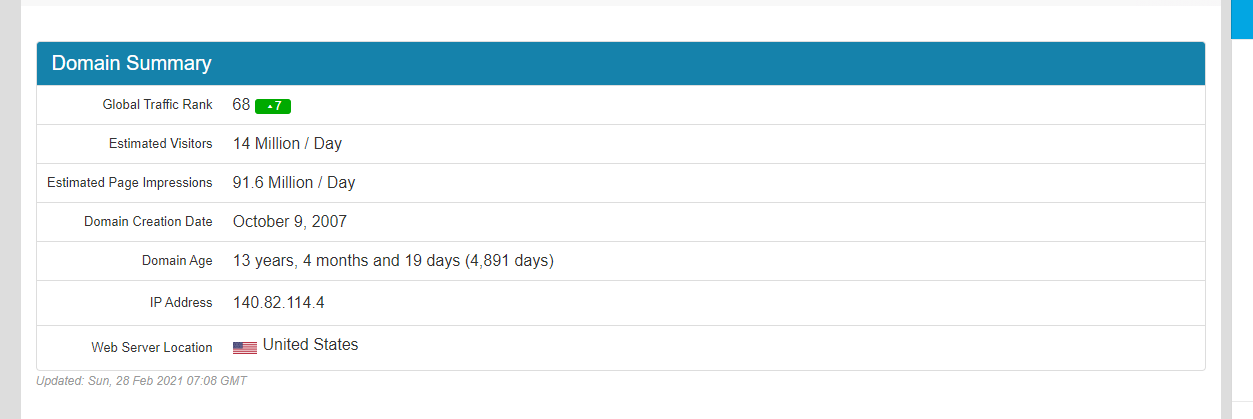 Domain Summary
Global Traffic Rank 68 ▲7
Estimated Visitors 14 Million / Day
Estimated Page Impressions 91.6 Million / Day
Domain Creation Date October 9, 2007
Domain Age 13 years, 4 months and 19 days (4,891 days)
IP Address 140.82.114.4
Web Server Location United States
Updated: Sun, 28 Feb 2021 07:08 GMT